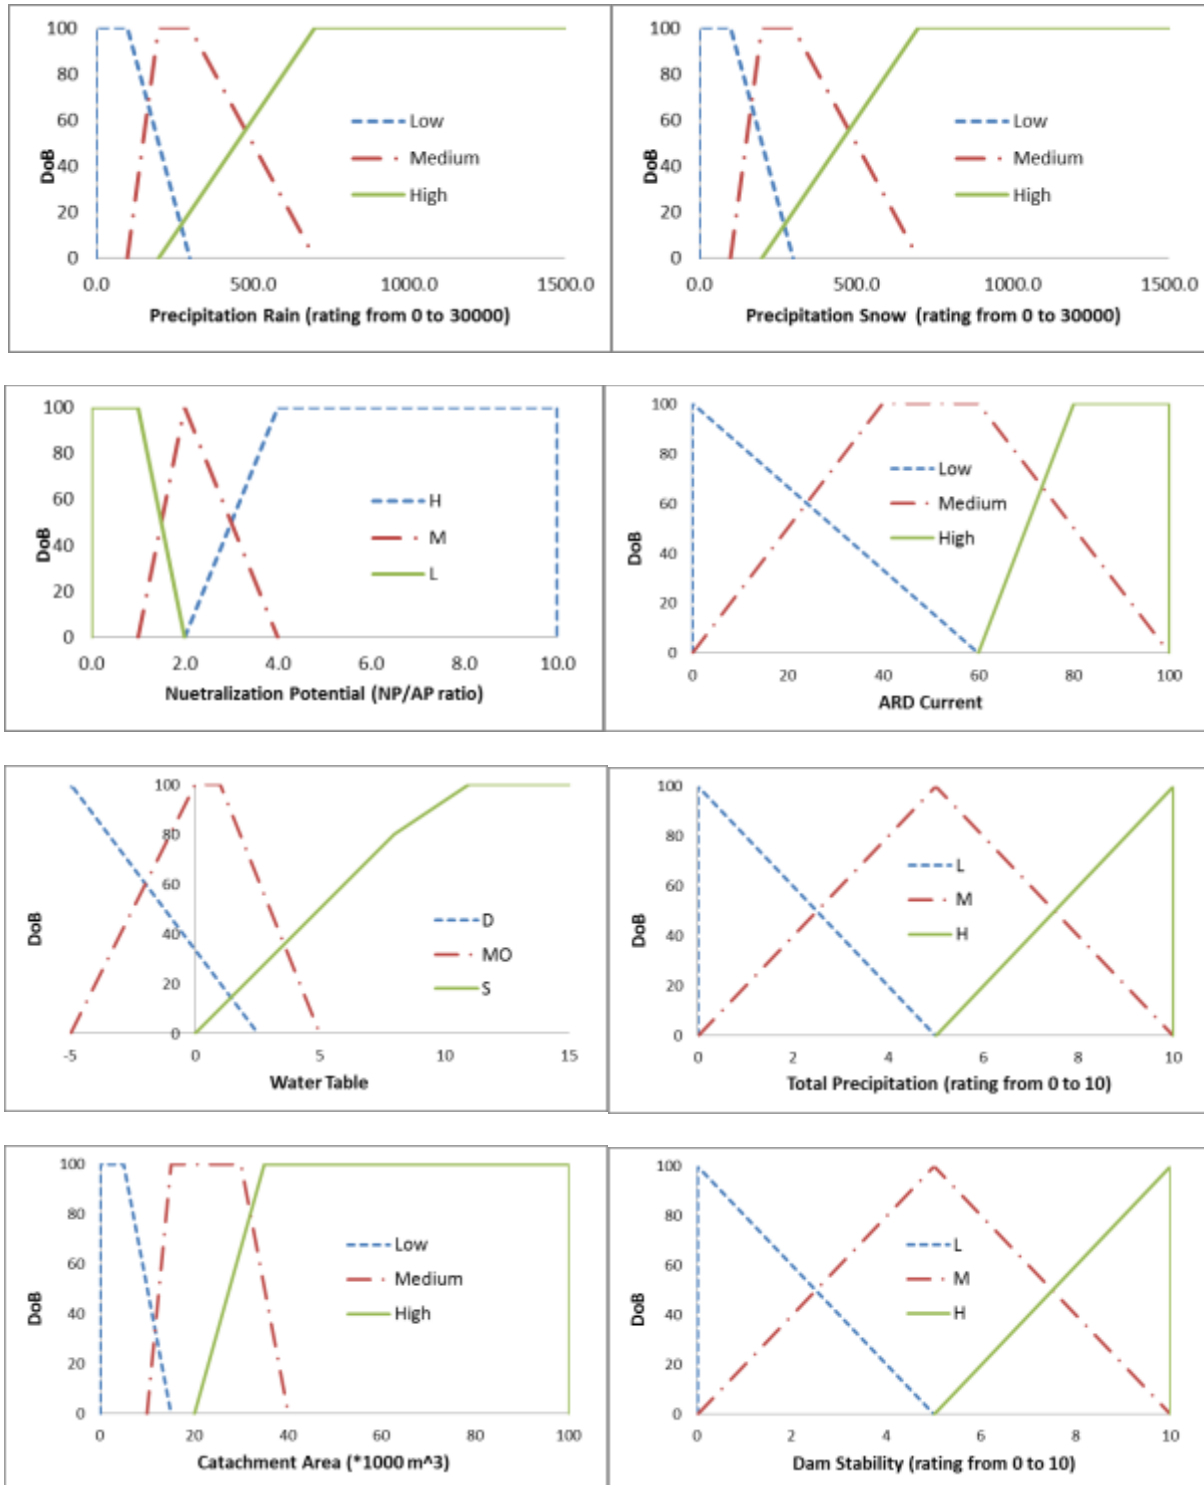 100
80
60
40
20
0
DoB
Low
Medium
High
0.0 500.0 1000.0 1500.0
Precipitation Rain (rating from 0 to 30000)
100
80
60
40
20
0
DoB
Low
Medium
High
0.0 500.0 1000.0 1500.0
Precipitation Snow (rating from 0 to 30000)
100
80
60
40
20
0
DoB
H
M
L
0.0 2.0 4.0 6.0 8.0 10.0
Nuetralization Potential (NP/AP ratio)
100
80
60
40
20
0
DoB
Low
Medium
High
0 20 40 60 80 100
ARD Current
100
80
60
40
20
0
DoB
D
MO
S
-5 0 5 10 15
Water Table
100
80
60
40
20
0
DoB
L
M
H
0 2 4 6 8 10
Total Precipitation (rating from 0 to 10)
100
80
60
40
20
0
DoB
Low
Medium
High
0 20 40 60 80 100
Catachment Area (*1000 m^3)
100
80
60
40
20
0
DoB
L
M
H
0 2 4 6 8 10
Dam Stability (rating from 0 to 10)